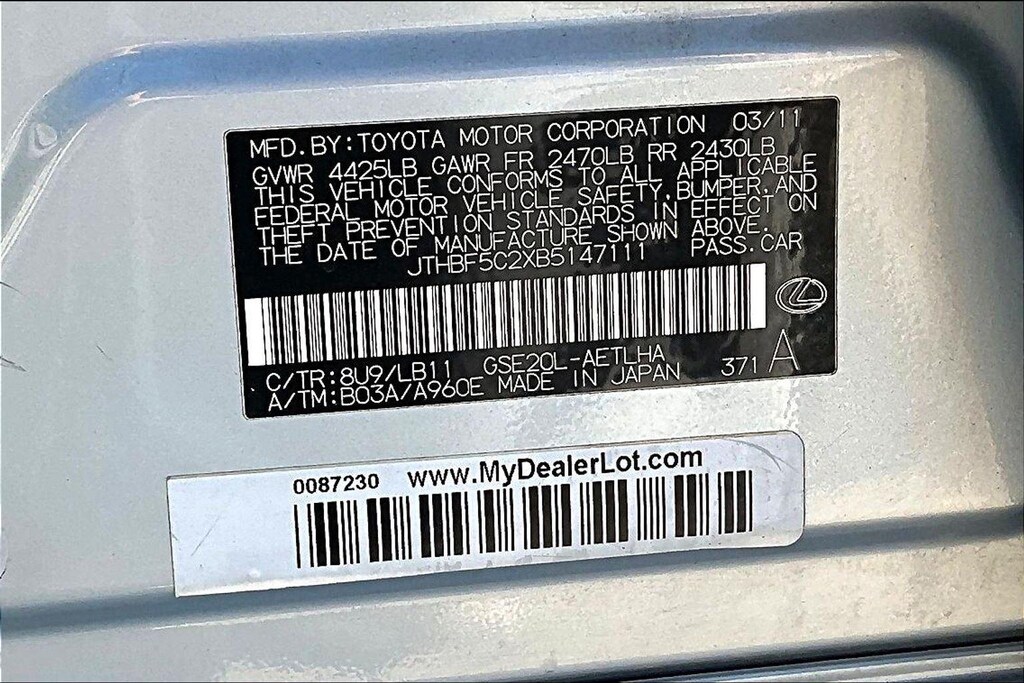 MFD. BY: TOYOTA MOTOR CORPORATION 03/11
GVWR 4425LB GAWR FR 2470LB RR 2430LB
THIS VEHICLE CONFORMS TO ALL APPLICABLE
FEDERAL MOTOR VEHICLE SAFETY, BUMPER, AND
THEFT PREVENTION STANDARDS IN EFFECT ON
THE DATE OF MANUFACTURE SHOWN ABOVE.
JTHBF5C2XB5147111 PASS. CAR
C/TR: 8U9/LB11 GSE20L-AETLHA
A/TM: B03A/A960E MADE IN JAPAN 371 A
0087230 www.MyDealerLot.com